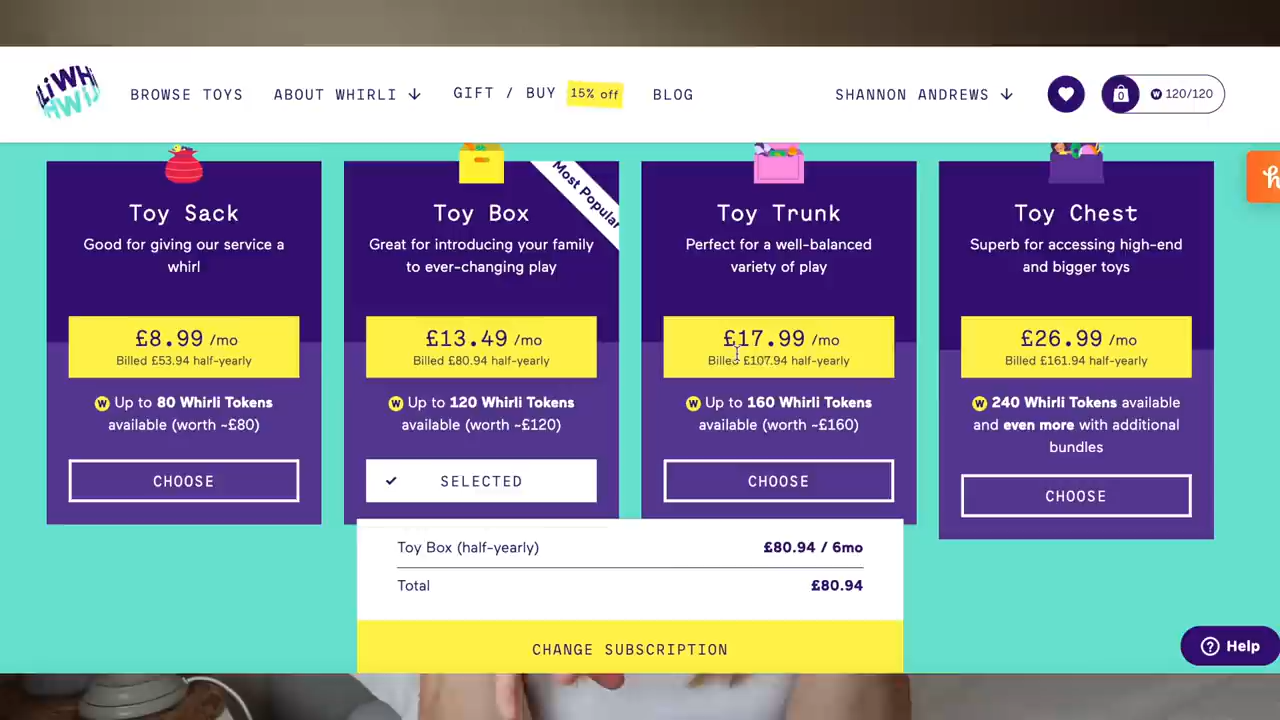 WHIRLI
BROWSE TOYS
ABOUT WHIRLI ↓
GIFT / BUY
15% off
BLOG
SHANNON ANDREWS ↓
0
W 120/120
Toy Sack
Good for giving our service a
whirl
£8.99 /mo
Billed £53.94 half-yearly
W Up to 80 Whirli Tokens
available (worth ~£80)
CHOOSE
Most Popular
Toy Box
Great for introducing your family
to ever-changing play
£13.49 /mo
Billed £80.94 half-yearly
W Up to 120 Whirli Tokens
available (worth ~£120)
SELECTED
Toy Trunk
Perfect for a well-balanced
variety of play
£17.99 /mo
Billed £107.94 half-yearly
W Up to 160 Whirli Tokens
available (worth ~£160)
CHOOSE
Toy Chest
Superb for accessing high-end
and bigger toys
£26.99 /mo
Billed £161.94 half-yearly
W 240 Whirli Tokens available
and even more with additional
bundles
CHOOSE
h
Toy Box (half-yearly) £80.94 / 6mo
Total £80.94
CHANGE SUBSCRIPTION
? Help